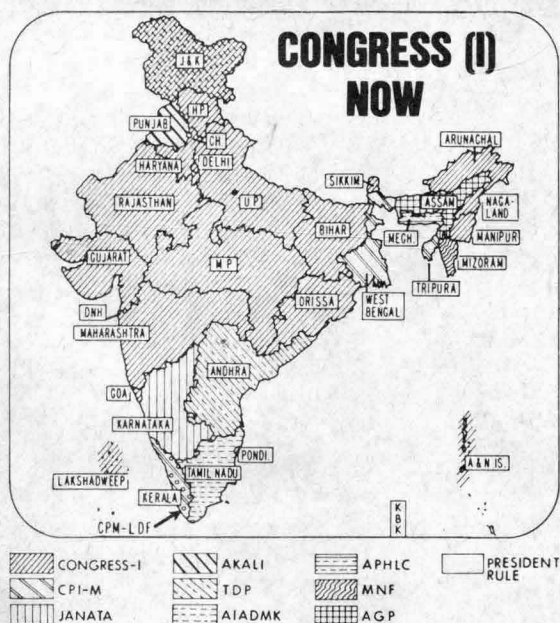 CONGRESS (I)
NOW
J&K
HP
PUNJAB
CH.
HARYANA
DELHI
ARUNACHAL
SIKKIM
RAJASTHAN
U P
ASSAM
NAGA-
LAND
BIHAR
MEGH.
MANIPUR
GUJARAT
M P
MIZORAM
TRIPURA
ORISSA
WEST
BENGAL
DNH
MAHARASHTRA
ANDHRA
GOA
KARNATAKA
PONDI.
TAMIL NADU
LAKSHADWEEP
A & N IS.
KERALA
CPM-LDF
K
B
K
CONGRESS-I
AKALI
APHLC
PRESIDENT
RULE
CPI-M
TDP
MNF
JANATA
AIADMK
AGP